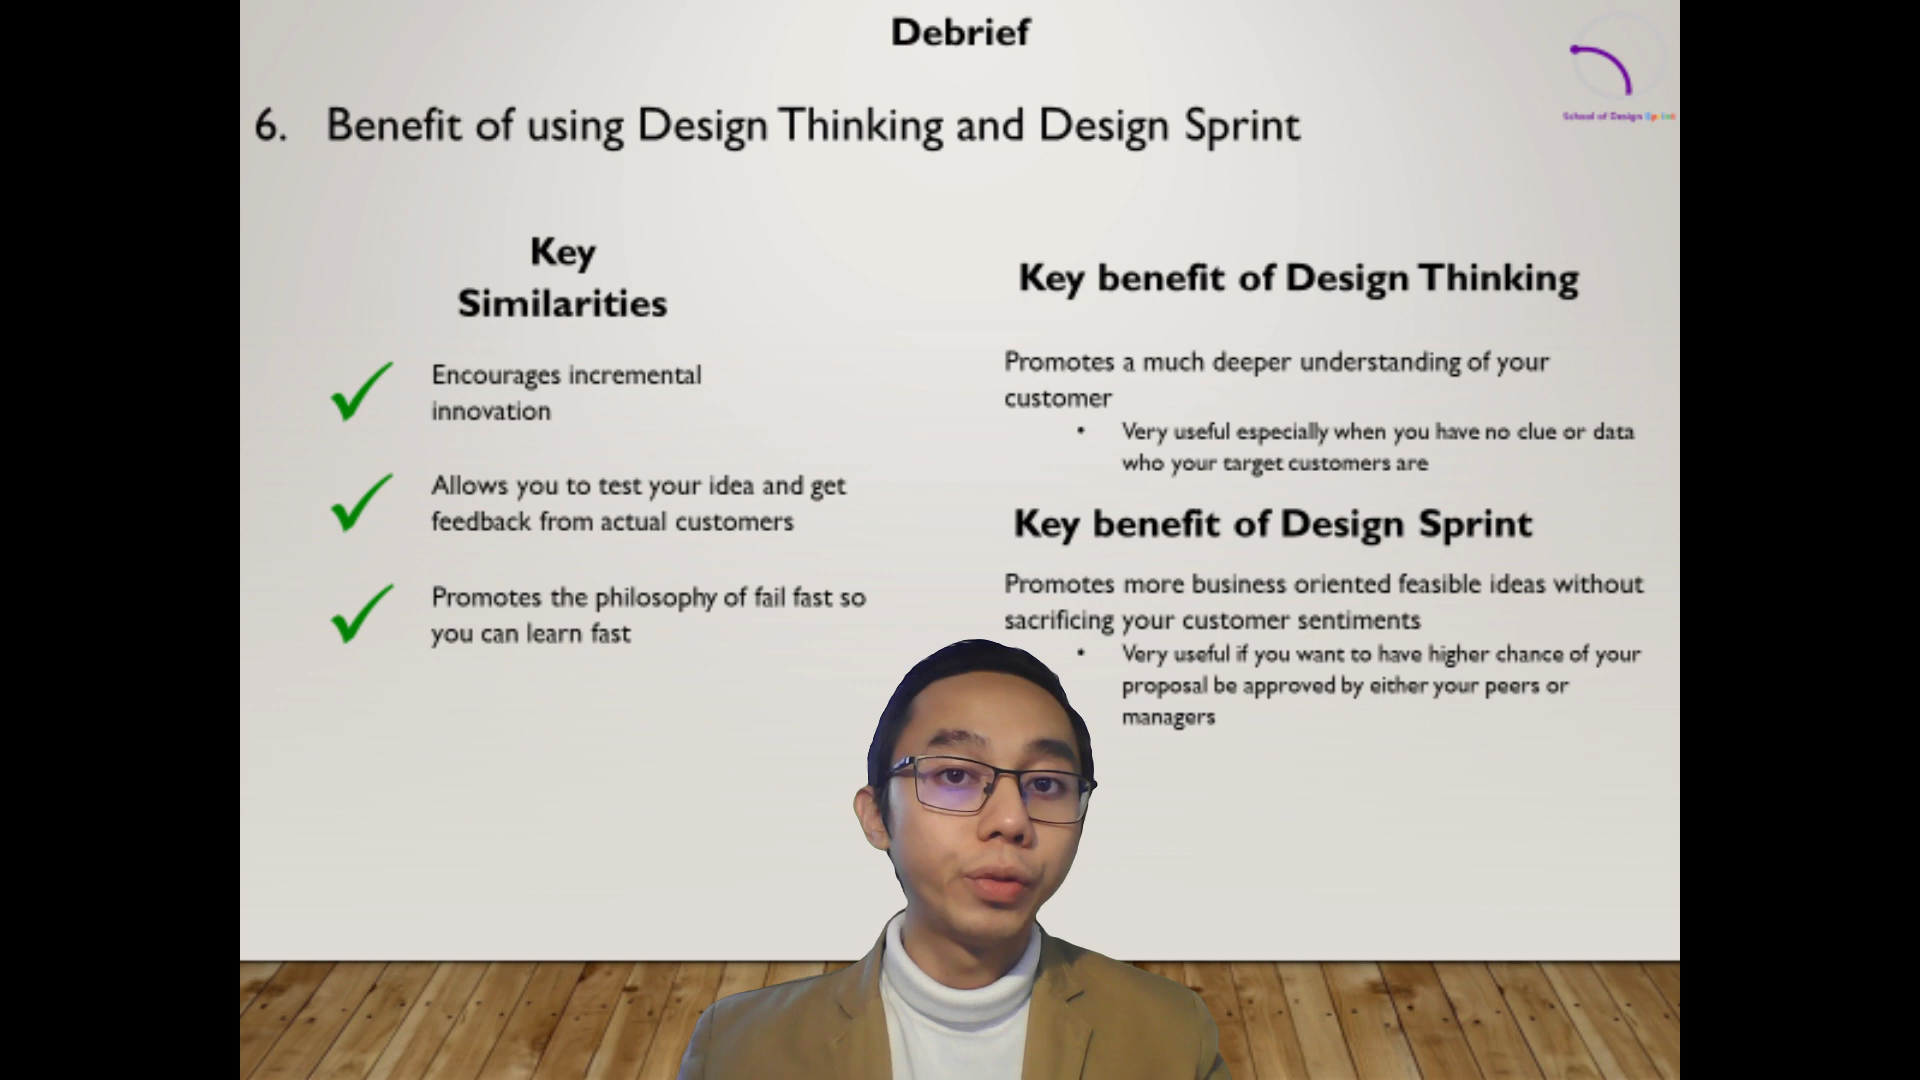 Debrief
School of Design Sprint
6. Benefit of using Design Thinking and Design Sprint
Key
Similarities
Encourages incremental
innovation
Allows you to test your idea and get
feedback from actual customers
Promotes the philosophy of fail fast so
you can learn fast
Key benefit of Design Thinking
Promotes a much deeper understanding of your
customer
• Very useful especially when you have no clue or data
who your target customers are
Key benefit of Design Sprint
Promotes more business oriented feasible ideas without
sacrificing your customer sentiments
• Very useful if you want to have higher chance of your
proposal be approved by either your peers or
managers